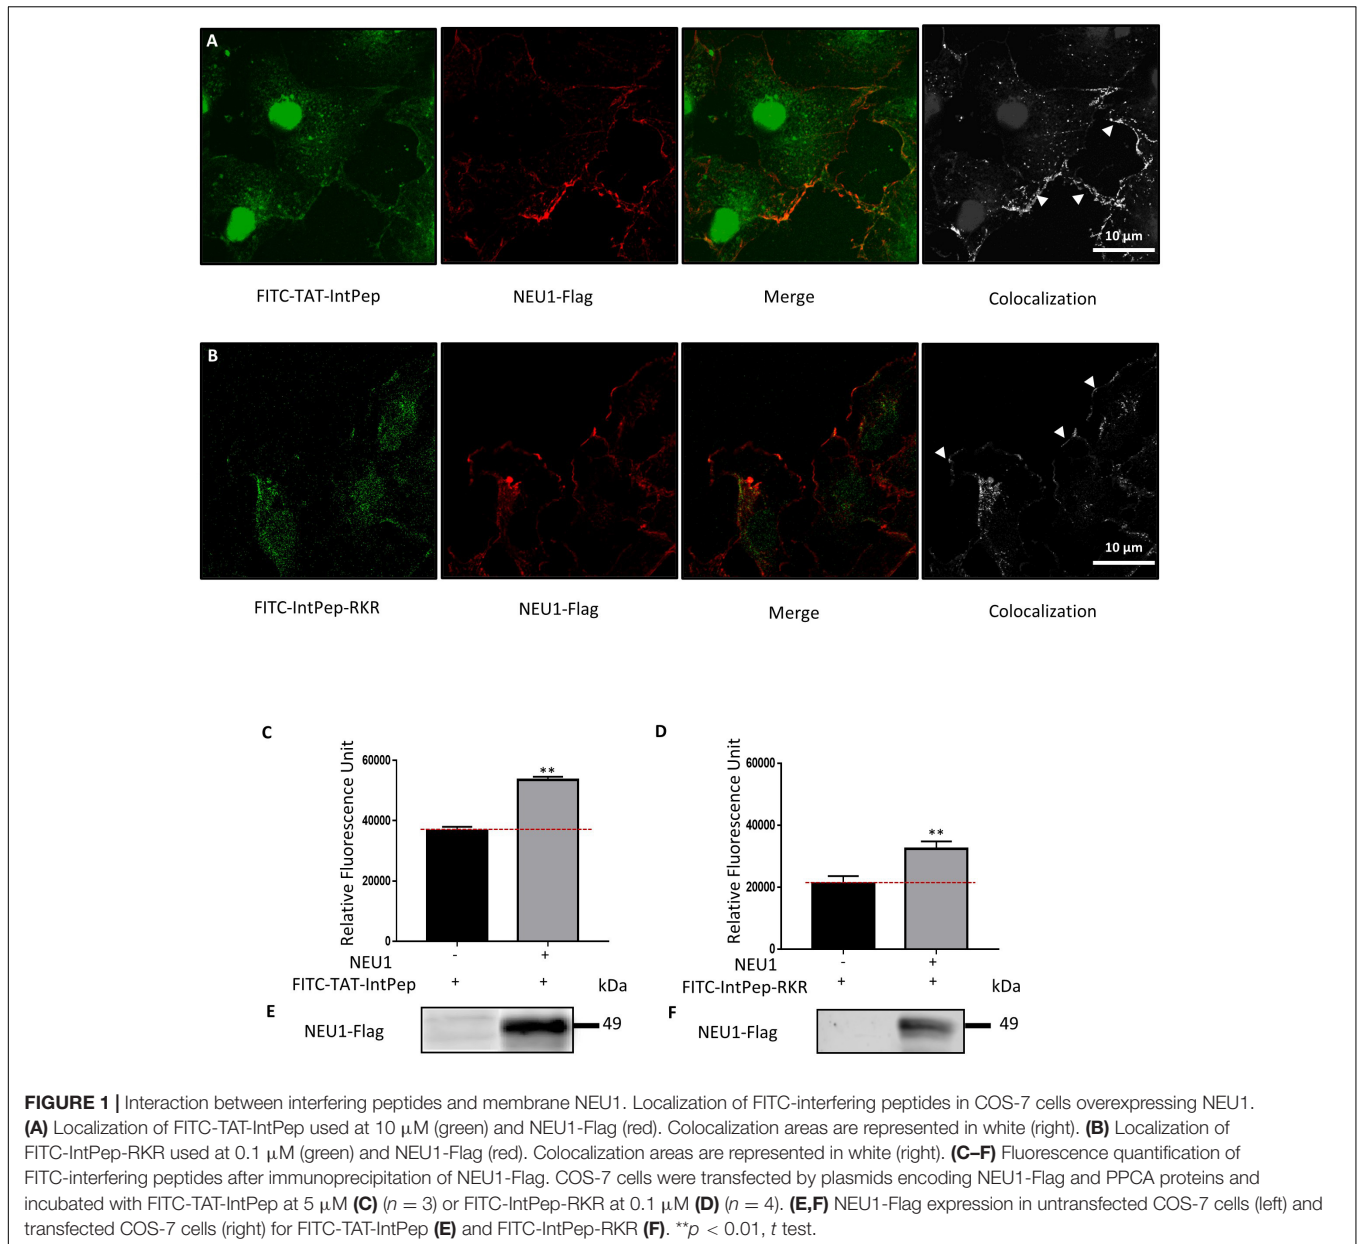 A
FITC-TAT-IntPep
NEU1-Flag
Merge
10 µm
Colocalization
B
FITC-IntPep-RKR
NEU1-Flag
Merge
10 µm
Colocalization
C
Relative Fluorescence Unit
60000
40000
20000
0
**
NEU1
-
+
FITC-TAT-IntPep
+
+
kDa
E
NEU1-Flag
49
D
Relative Fluorescence Unit
60000
40000
20000
0
**
NEU1
-
+
FITC-IntPep-RKR
+
+
kDa
F
NEU1-Flag
49
FIGURE 1 | Interaction between interfering peptides and membrane NEU1. Localization of FITC-interfering peptides in COS-7 cells overexpressing NEU1.
(A) Localization of FITC-TAT-IntPep used at 10 µM (green) and NEU1-Flag (red). Colocalization areas are represented in white (right). (B) Localization of
FITC-IntPep-RKR used at 0.1 µM (green) and NEU1-Flag (red). Colocalization areas are represented in white (right). (C–F) Fluorescence quantification of
FITC-interfering peptides after immunoprecipitation of NEU1-Flag. COS-7 cells were transfected by plasmids encoding NEU1-Flag and PPCA proteins and
incubated with FITC-TAT-IntPep at 5 µM (C) (n = 3) or FITC-IntPep-RKR at 0.1 µM (D) (n = 4). (E,F) NEU1-Flag expression in untransfected COS-7 cells (left) and
transfected COS-7 cells (right) for FITC-TAT-IntPep (E) and FITC-IntPep-RKR (F). **p < 0.01, t test.